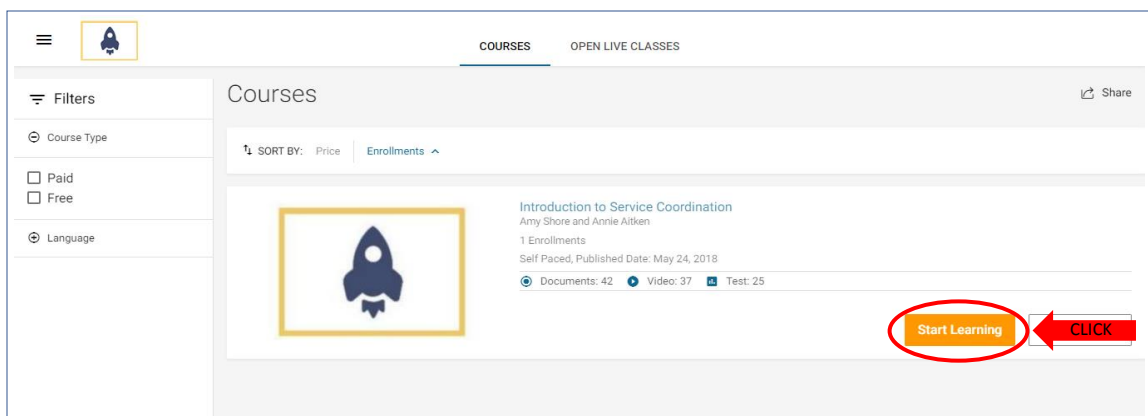 COURSES OPEN LIVE CLASSES
Filters
Course Type
Paid
Free
Language
Courses
Share
SORT BY: Price Enrollments
Introduction to Service Coordination
Amy Shore and Annie Aitken
1 Enrollments
Self Paced, Published Date: May 24, 2018
Documents: 42 Video: 37 Test: 25
Start Learning
CLICK